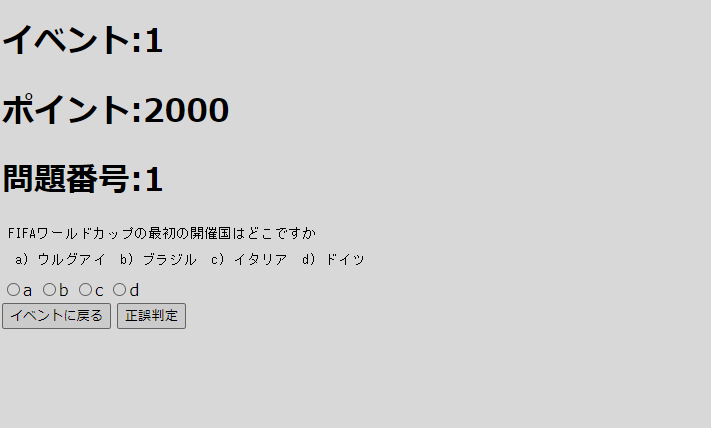 イベント:1
ポイント:2000
問題番号:1
FIFAワールドカップの最初の開催国はどこですか
a) ウルグアイ b) ブラジル c) イタリア d) ドイツ
a b c d
イベントに戻る 正誤判定